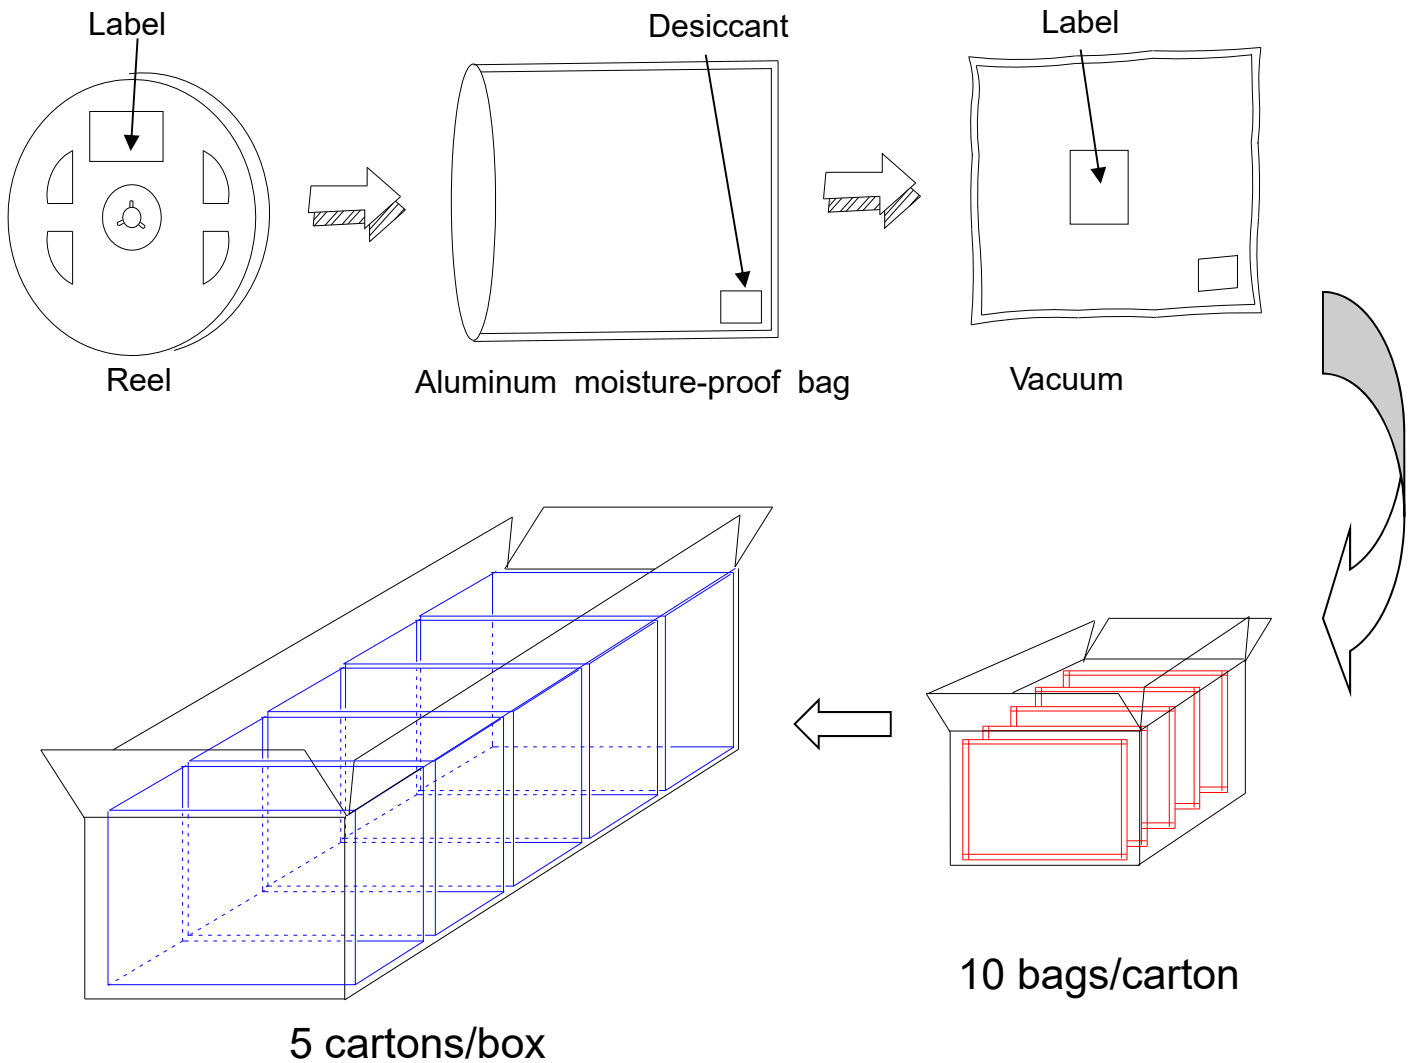 Label
Desiccant
Label
Reel
Aluminum moisture-proof bag
Vacuum
10 bags/carton
5 cartons/box